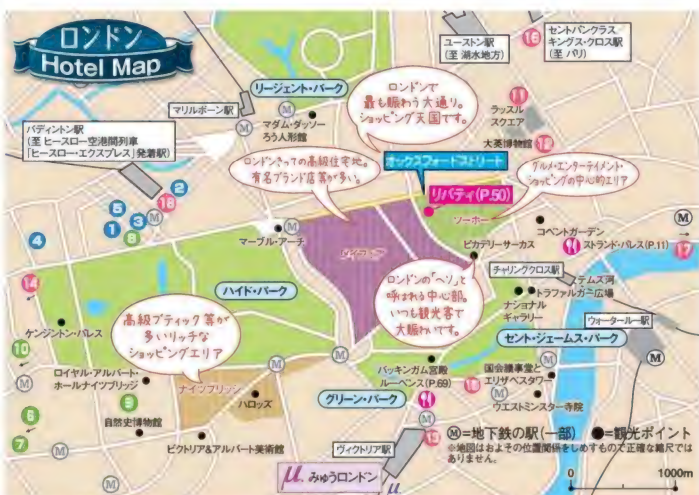 ロンドン
Hotel Map
ユーストン駅
(至 湖水地方)
16
セントパンクラス
キングス・クロス駅
(至 パリ)
リージェント・パーク
ロンドンで
最も賑わう大通り。
ショッピング天国です。
11
ラッスル
スクエア
マリルボーン駅
マダム・タッソー
ろう人形館
パディントン駅
(至 ヒースロー空港間列車
「ヒースロー・エクスプレス」発着駅)
大英博物館
12
ロンドンきっての高級住宅地。
有名ブランド店等が多い。
オックスフォードストリート
グルメ・エンターテイメント・
ショッピングの中心的エリア
2
18
5
3
1
8
4
リバティ(P.50)
ソーホー
コベントガーデン
ストランド・パレス(P.11)
17
マーブル・アーチ
メイフェア
ピカデリーサーカス
チャリングクロス駅
テムズ河
トラファルガー広場
14
ハイド・パーク
ロンドンの「ヘソ」と
呼ばれる中心部。
いつも観光客で
大賑わいです。
ナショナル
ギャラリー
ウォータールー駅
ケンジントン・パレス
高級ブティック等が
多いリッチな
ショッピングエリア
セント・ジェームス・パーク
10
ロイヤル・アルバート・
ホールナイツブリッジ
バッキンガム宮殿
ルーベンス(P.69)
国会議事堂と
エリザベスタワー
ナイツブリッジ
グリーン・パーク
ハロッズ
ウエストミンスター寺院
9
自然史博物館
6
7
ビクトリア&アルバート美術館
ヴィクトリア駅
13
M=地下鉄の駅(一部) ●=観光ポイント
※地図はおよその位置関係をしめすもので正確な縮尺では
ありません。
μ. みゅうロンドン
μ
0 1000m